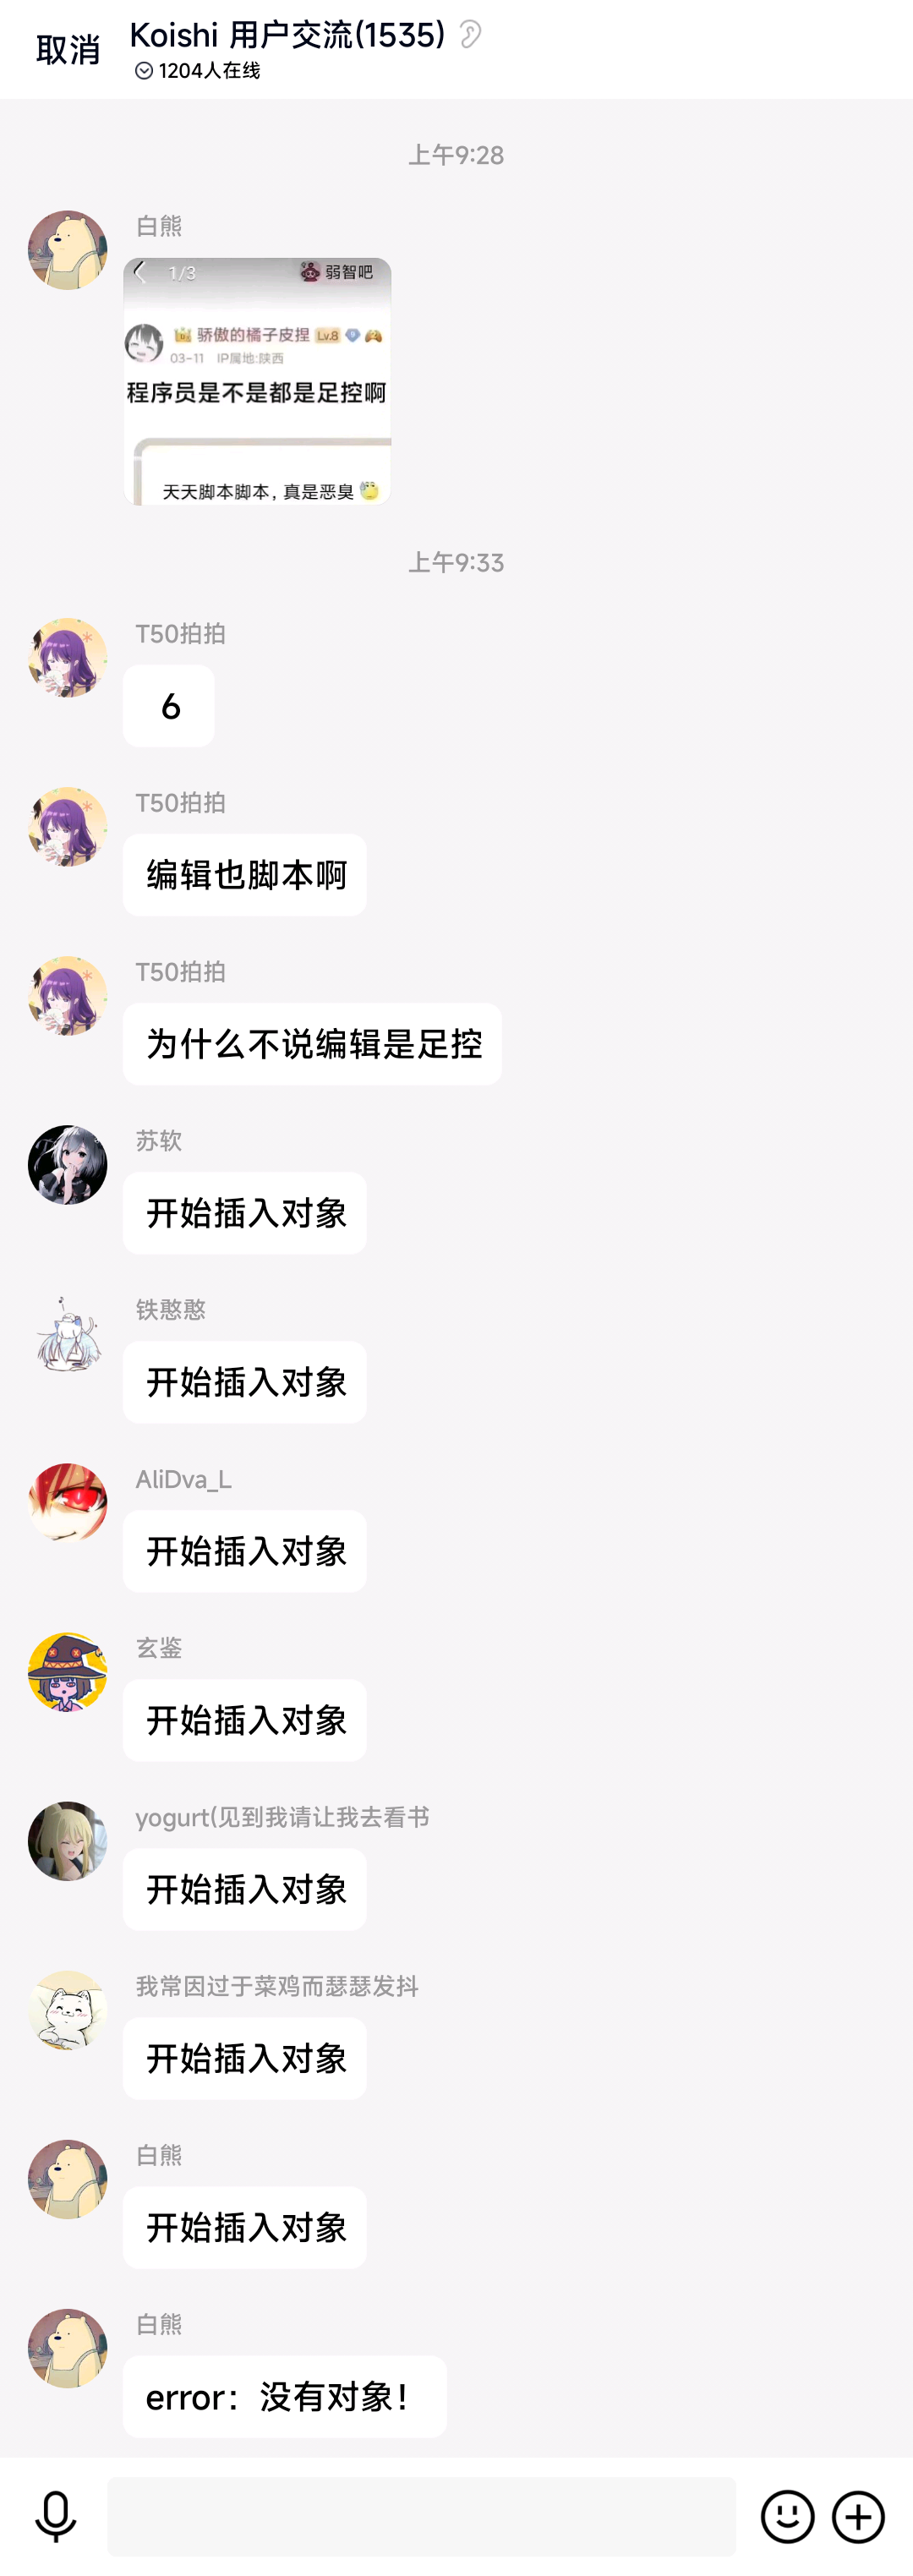 取消
Koishi 用户交流(1535)
1204人在线
上午9:28
白熊
1/3
弱智吧
骄傲的橘子皮捏 Lv.8
03-11 IP属地:陕西
程序员是不是都是足控啊
天天脚本脚本，真是恶臭
上午9:33
T50拍拍
6
T50拍拍
编辑也脚本啊
T50拍拍
为什么不说编辑是足控
苏软
开始插入对象
铁憨憨
开始插入对象
AliDva_L
开始插入对象
玄鉴
开始插入对象
yogurt(见到我请让我去看书
开始插入对象
我常因过于菜鸡而瑟瑟发抖
开始插入对象
白熊
开始插入对象
白熊
error：没有对象！